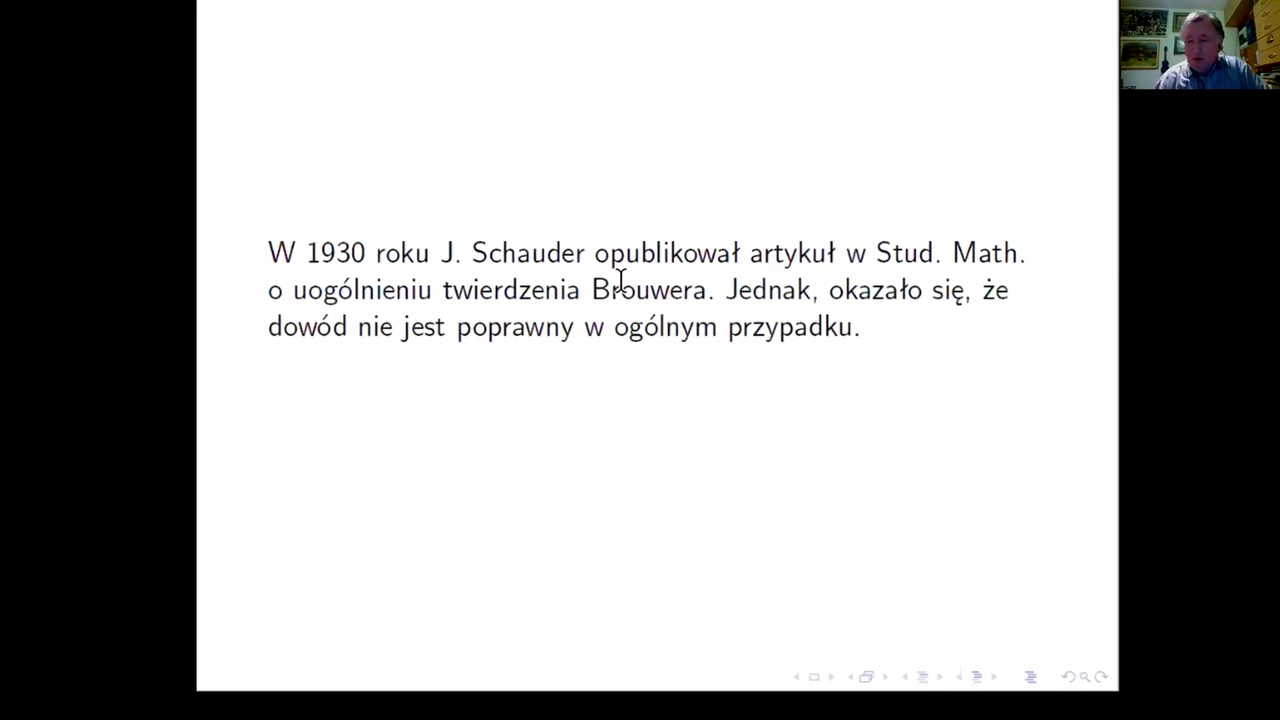 W 1930 roku J. Schauder opublikował artykuł w Stud. Math.
o uogólnieniu twierdzenia Brouwera. Jednak, okazało się, że
dowód nie jest poprawny w ogólnym przypadku.